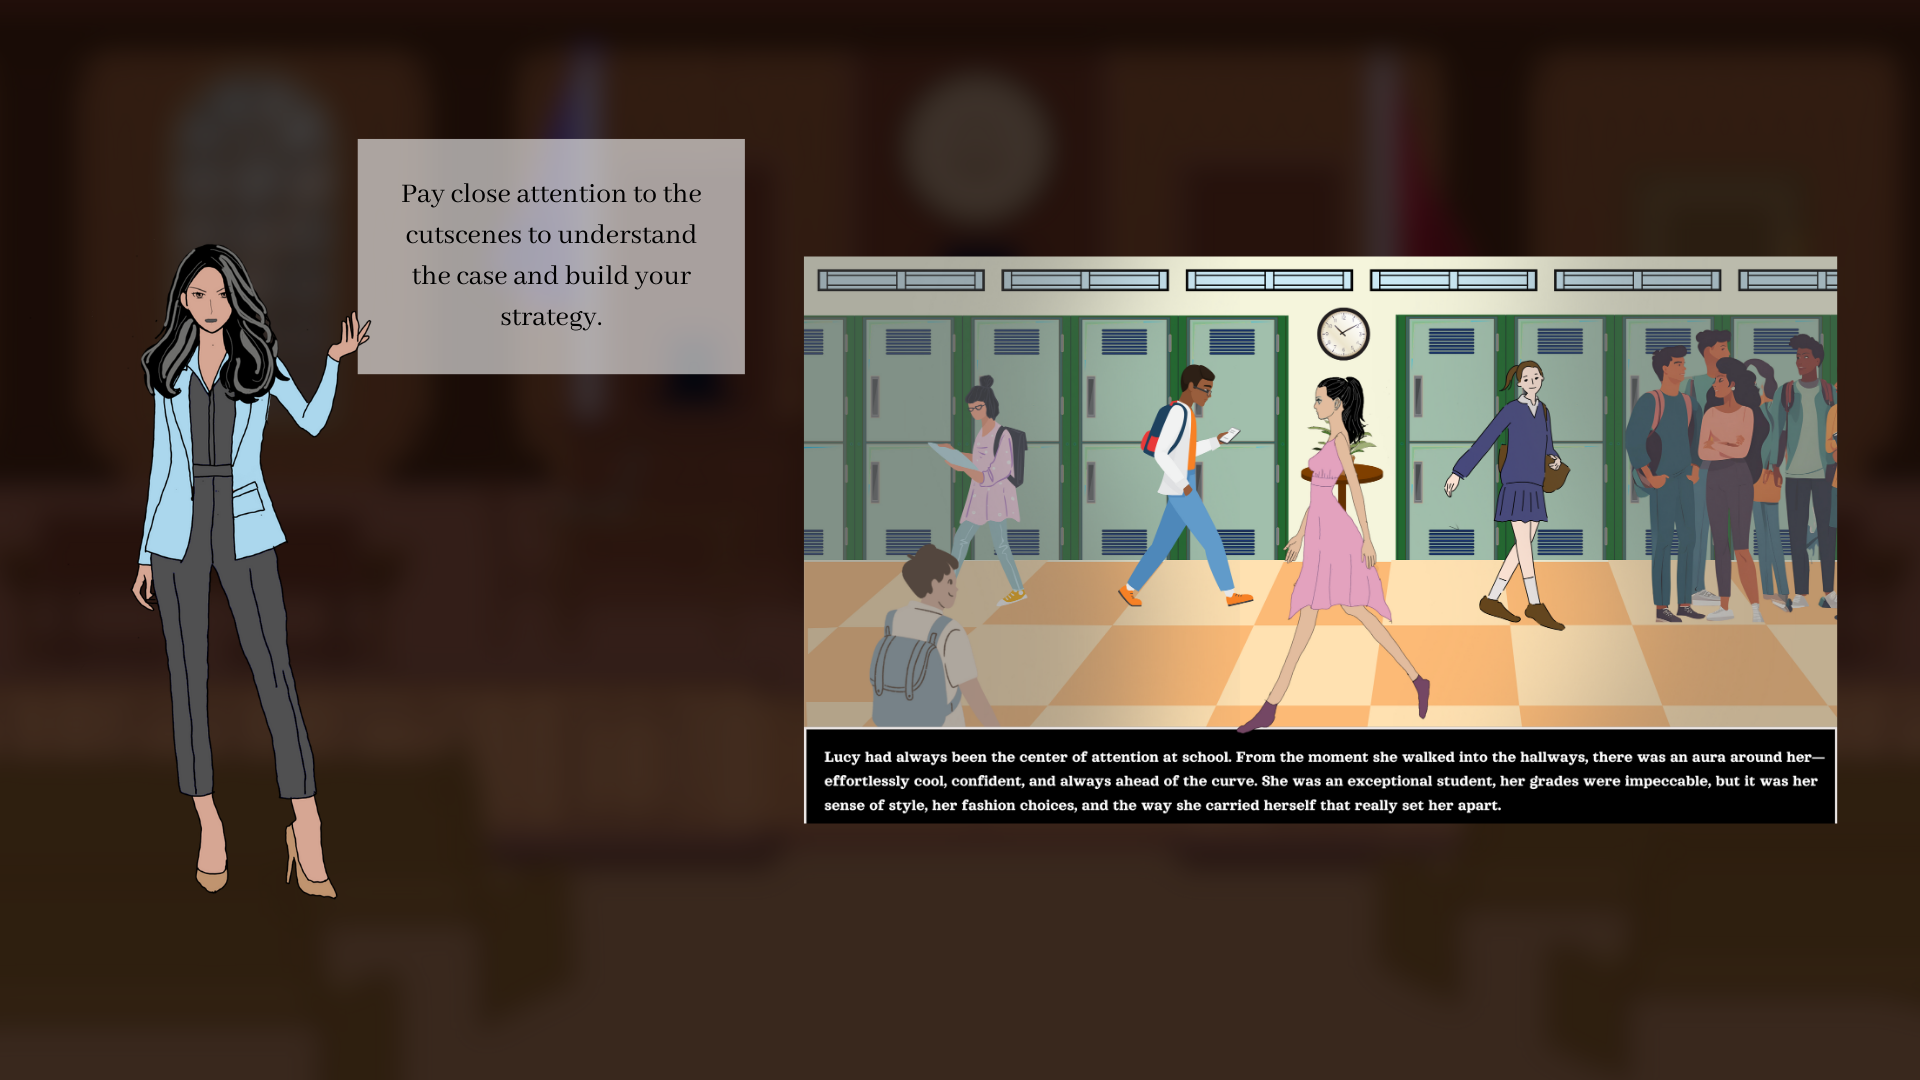 Pay close attention to the
cutscenes to understand
the case and build your
strategy.
Lucy had always been the center of attention at school. From the moment she walked into the hallways, there was an aura around her—
effortlessly cool, confident, and always ahead of the curve. She was an exceptional student, her grades were impeccable, but it was her
sense of style, her fashion choices, and the way she carried herself that really set her apart.